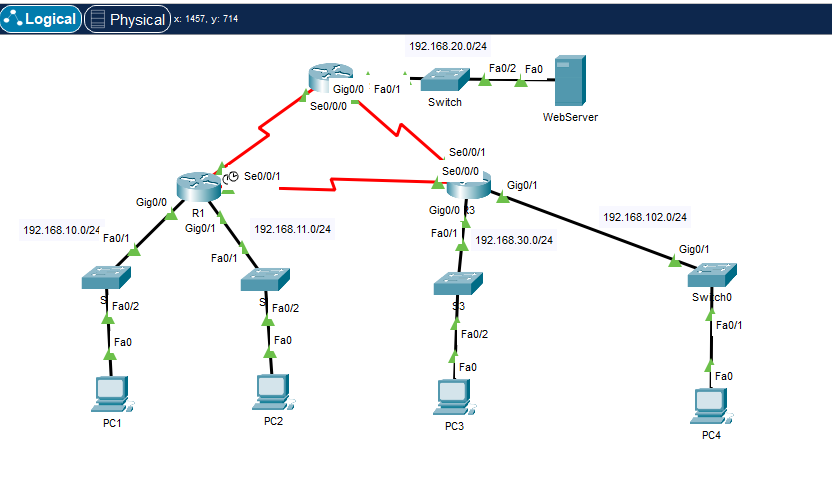 Logical
Physical
x: 1457, y: 714
192.168.20.0/24
Gig0/0
Fa0/1
Fa0/2
Fa0
Se0/0/0
Switch
WebServer
Se0/0/1
Se0/0/1
Se0/0/0
Gig0/1
Gig0/0
R1
Gig0/1
Gig0/0
R3
192.168.10.0/24
Fa0/1
192.168.11.0/24
Fa0/1
Fa0/1
192.168.30.0/24
192.168.102.0/24
Gig0/1
S
Fa0/2
S
Fa0/2
S3
Fa0/2
Switch0
Fa0/1
Fa0
Fa0
Fa0
Fa0
PC1
PC2
PC3
PC4